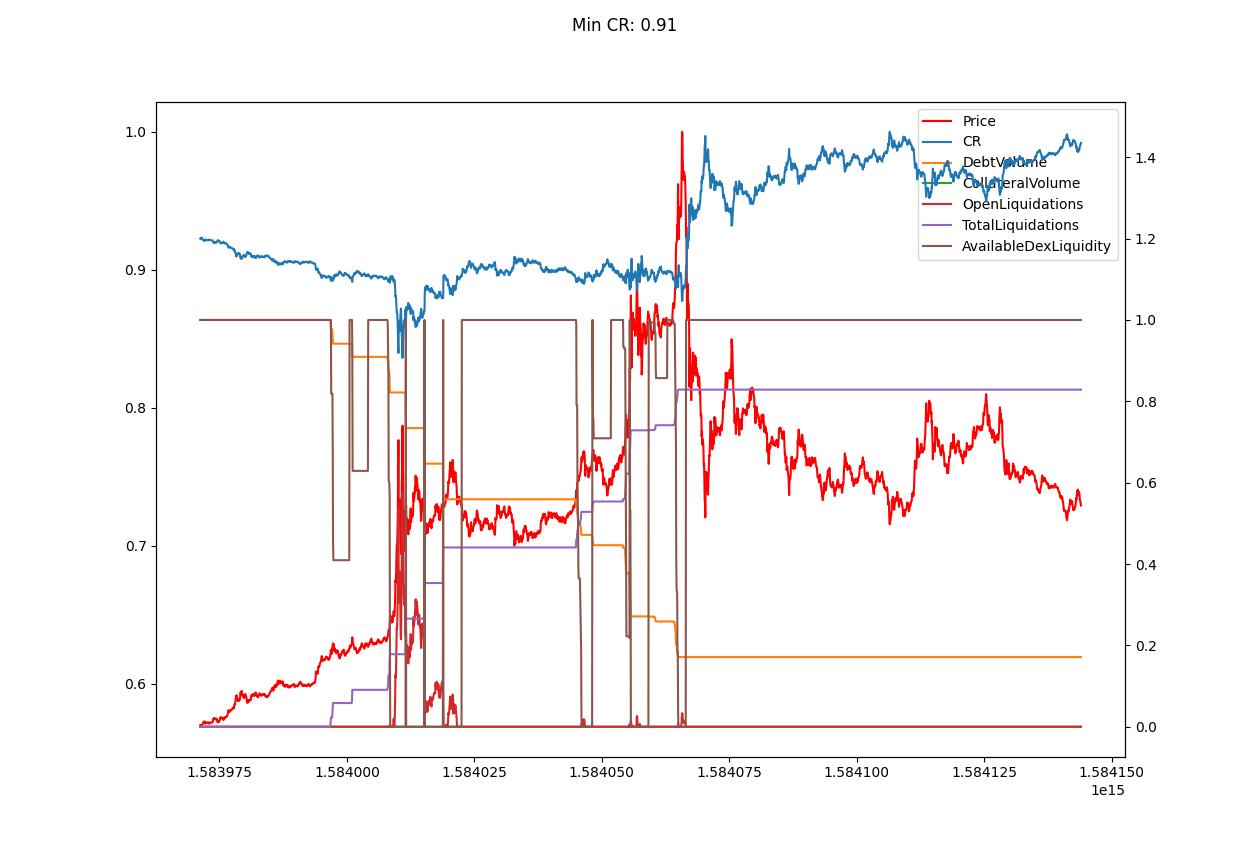 Min CR: 0.91
1.0
0.9
0.8
0.7
0.6
1.4
1.2
1.0
0.8
0.6
0.4
0.2
0.0
Price
CR
DebtVolume
CollateralVolume
OpenLiquidations
TotalLiquidations
AvailableDexLiquidity
1.583975 1.584000 1.584025 1.584050 1.584075 1.584100 1.584125 1.584150
1e15